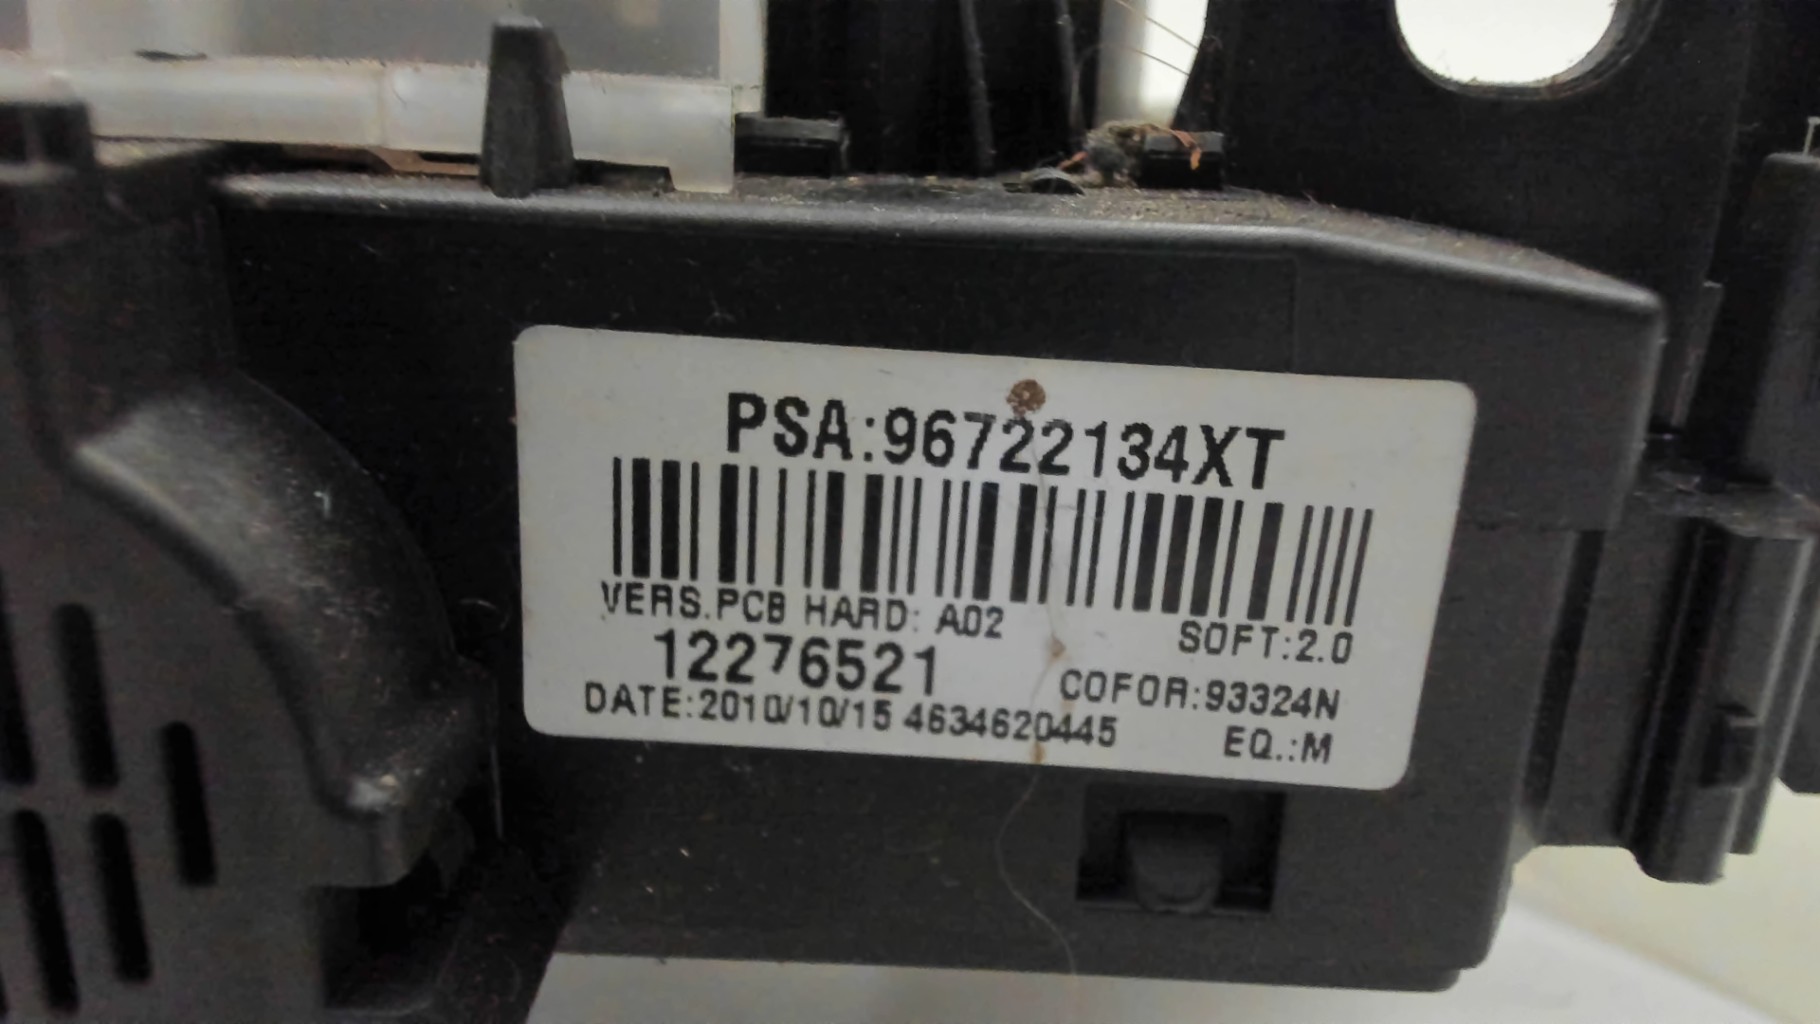 PSA:96722134XT
VERS.PCB HARD: A02
SOFT:2.0
12276521
COFOR:93324N
DATE:2010/10/15 4634620445
EQ.:M